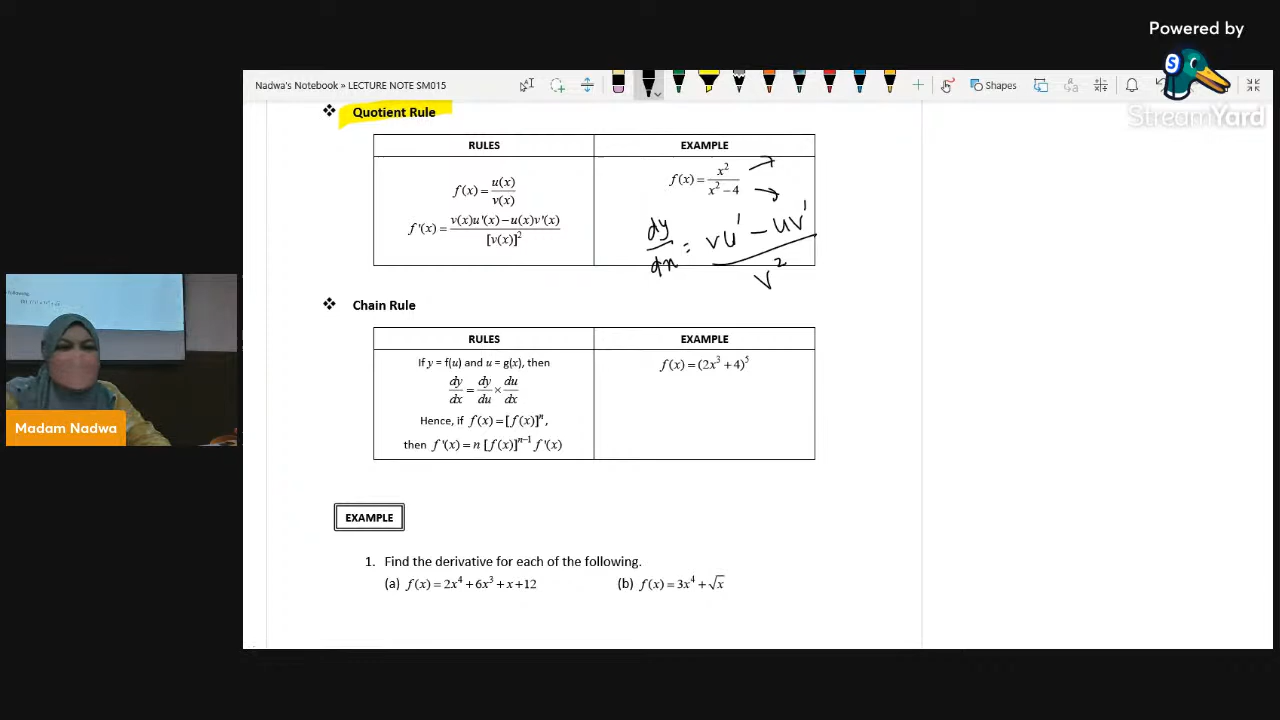 Powered by
S
StreamYard
Nadwa's Notebook » LECTURE NOTE SM015
Shapes
❖ Quotient Rule
RULES
EXAMPLE
f(x) = u(x)/v(x)
f'(x) = v(x)u'(x) − u(x)v'(x)/[v(x)]²
f(x) = x²/x² − 4
dy/dx = vu' − uv'/v²
❖ Chain Rule
RULES
EXAMPLE
If y = f(u) and u = g(x), then
dy/dx = dy/du × du/dx
Hence, if f(x) = [f(x)]ⁿ,
then f'(x) = n [f(x)]ⁿ⁻¹ f'(x)
f(x) = (2x³ + 4)⁵
Madam Nadwa
EXAMPLE
1. Find the derivative for each of the following.
(a) f(x) = 2x⁴ + 6x³ + x + 12 (b) f(x) = 3x⁴ + √x